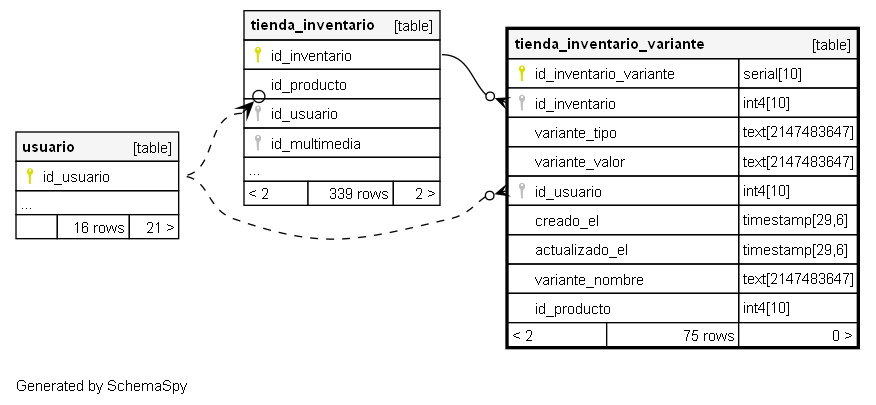 tienda_inventario [table]
id_inventario
id_producto
id_usuario
id_multimedia
...
< 2 339 rows 2 >
usuario [table]
id_usuario
...
16 rows 21 >
tienda_inventario_variante [table]
id_inventario_variante serial[10]
id_inventario int4[10]
variante_tipo text[2147483647]
variante_valor text[2147483647]
id_usuario int4[10]
creado_el timestamp[29,6]
actualizado_el timestamp[29,6]
variante_nombre text[2147483647]
id_producto int4[10]
< 2 75 rows 0 >
Generated by SchemaSpy